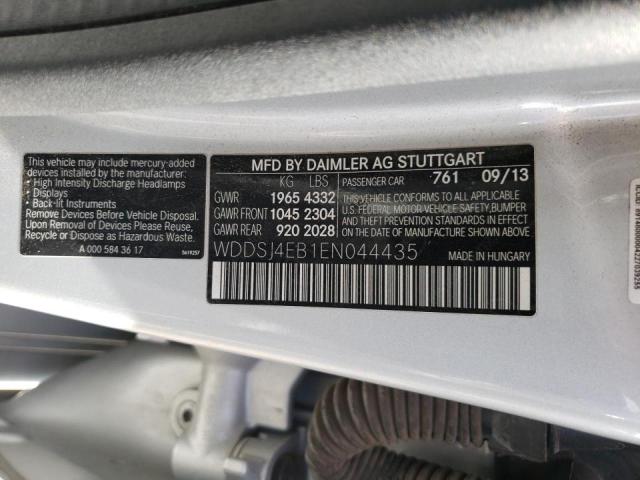 This vehicle may include mercury-added
devices installed by the manufacturer:
• High Intensity Discharge Headlamps
• Displays
• Back-lit Instruments
Remove Devices before Vehicle Disposal.
Upon Removal of Devices Please Reuse,
Recycle or Dispose as Hazardous Waste.
A 000 584 36 17
MFD BY DAIMLER AG STUTTGART
KG LBS PASSENGER CAR 761 09/13
GVWR 1965 4332
GAWR FRONT 1045 2304
GAWR REAR 920 2028
THIS VEHICLE CONFORMS TO ALL APPLICABLE
U.S. FEDERAL MOTOR VEHICLE SAFETY, BUMPER
AND THEFT PREVENTION STANDARDS IN EFFECT
ON THE DATE OF MANUFACTURE SHOWN ABOVE.
WDDSJ4EB1EN044435 MADE IN HUNGARY